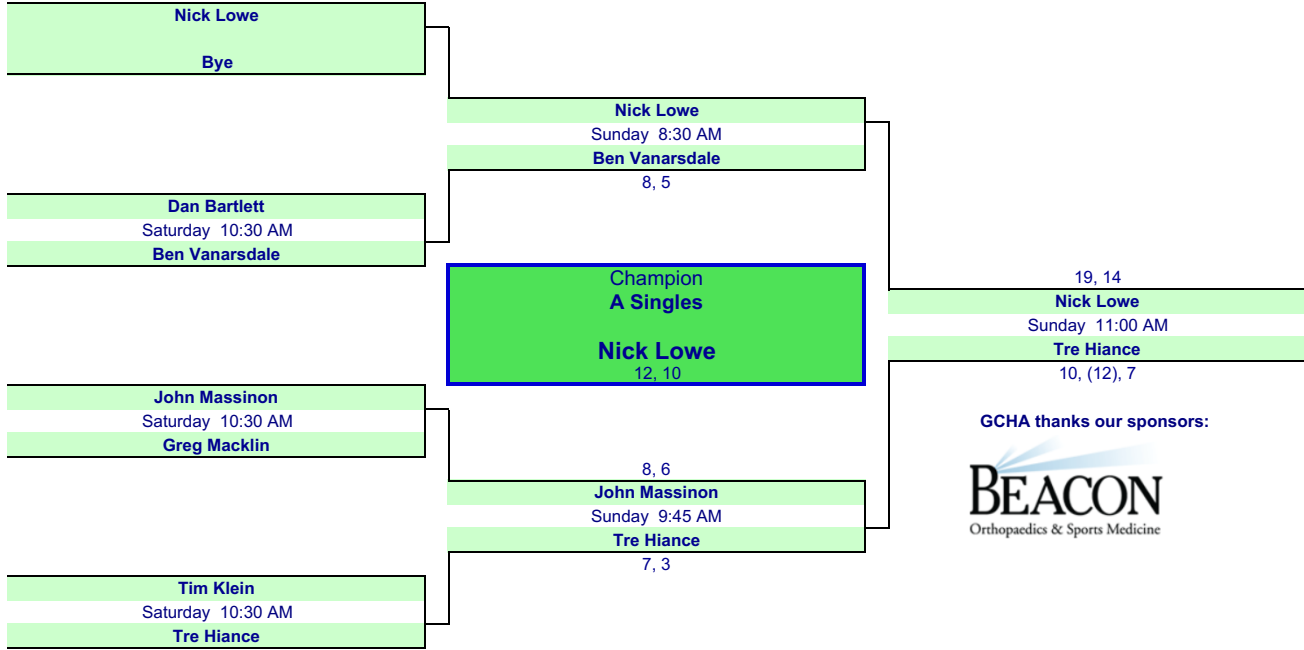 Nick Lowe
Bye
Nick Lowe
Sunday 8:30 AM
Ben Vanarsdale
8, 5
Dan Bartlett
Saturday 10:30 AM
Ben Vanarsdale
Champion
A Singles
Nick Lowe
12, 10
19, 14
Nick Lowe
Sunday 11:00 AM
Tre Hiance
10, (12), 7
John Massinon
Saturday 10:30 AM
Greg Macklin
8, 6
John Massinon
Sunday 9:45 AM
Tre Hiance
7, 3
Tim Klein
Saturday 10:30 AM
Tre Hiance
GCHA thanks our sponsors:
BEACON
Orthopaedics & Sports Medicine